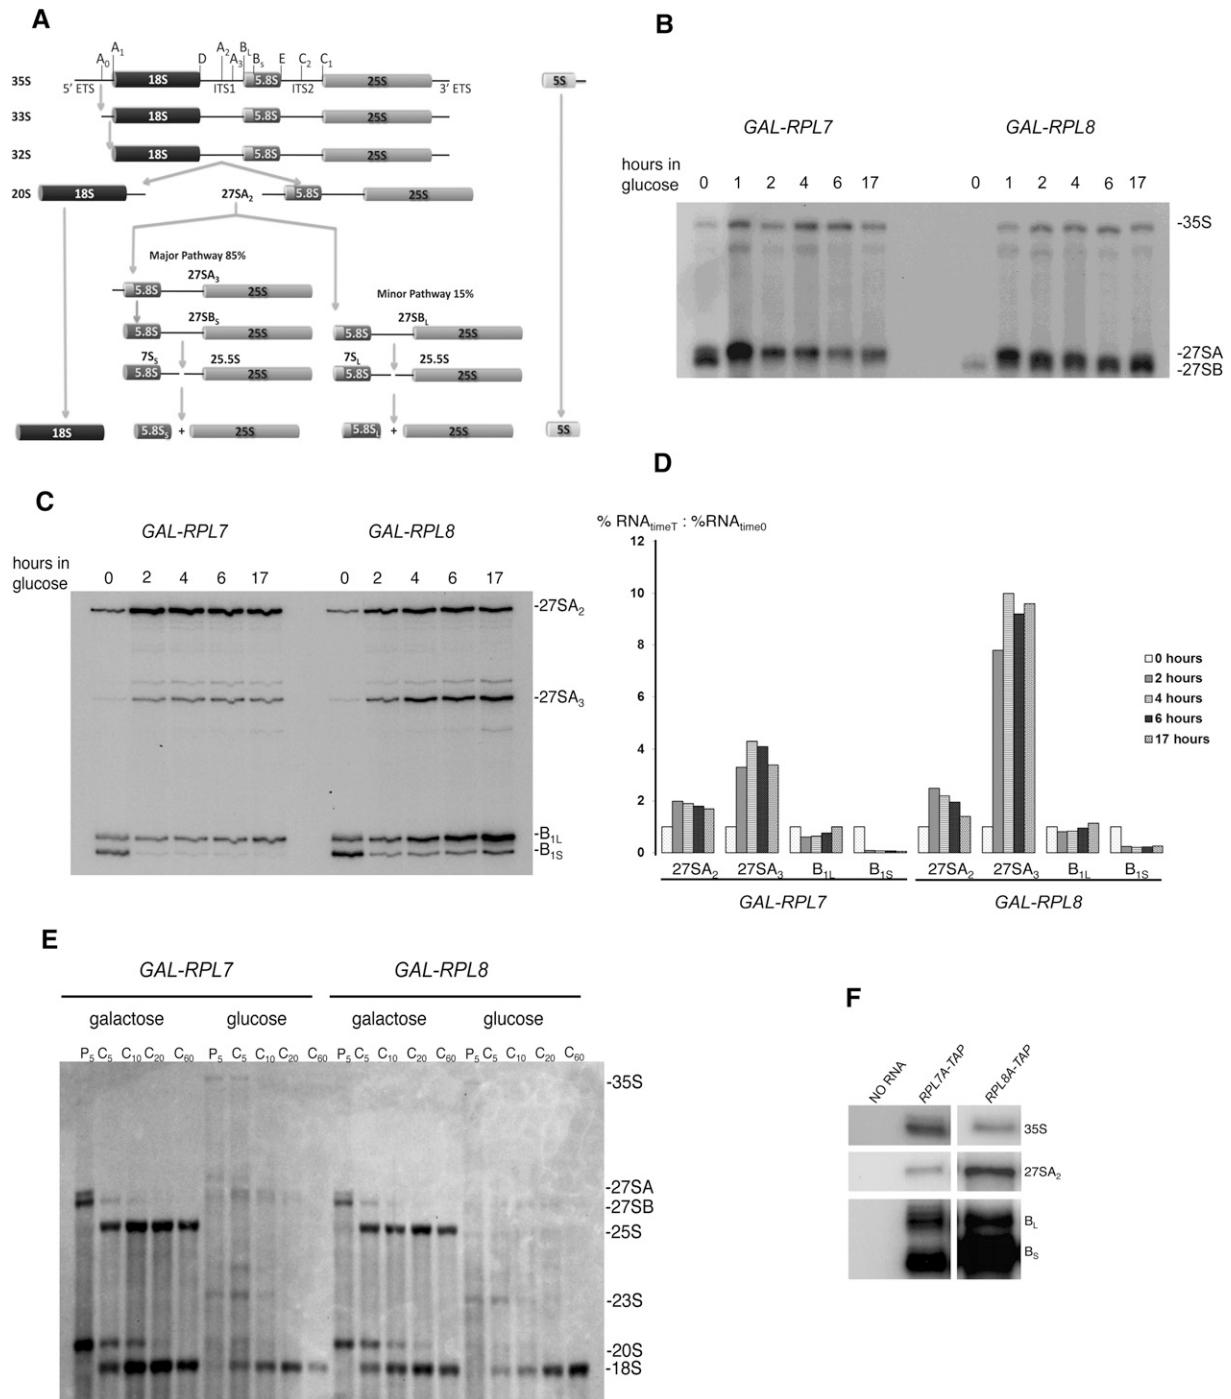 A
A0 A1 D A2 A3 BL Bs E C2 C1
35S 18S 5.8S 25S 5S
5' ETS ITS1 ITS2 3' ETS
33S 18S 5.8S 25S
32S 18S 5.8S 25S
20S 18S 27SA2 5.8S 25S
Major Pathway 85%
27SA3
5.8S 25S
Minor Pathway 15%
27SBS 27SBL
5.8S 25S 5.8S 25S
7SS 25.5S 7SL 25.5S
5.8S 25S 5.8S 25S
18S 5.8SS + 25S 5.8SL + 25S 5S
B
GAL-RPL7 GAL-RPL8
hours in
glucose 0 1 2 4 6 17 0 1 2 4 6 17
-35S
-27SA
-27SB
C
GAL-RPL7 GAL-RPL8
hours in
glucose 0 2 4 6 17 0 2 4 6 17
-27SA2
-27SA3
-B1L
-B1S
D
% RNAtimeT : %RNAtime0
12
10
8
6
4
2
0
0 hours
2 hours
4 hours
6 hours
17 hours
27SA2 27SA3 B1L B1S 27SA2 27SA3 B1L B1S
GAL-RPL7 GAL-RPL8
E
GAL-RPL7 GAL-RPL8
galactose glucose galactose glucose
P5 C5 C10 C20 C60 P5 C5 C10 C20 C60 P5 C5 C10 C20 C60 P5 C5 C10 C20 C60
-35S
-27SA
-27SB
-25S
-23S
-20S
-18S
F
NO RNA RPL7A-TAP RPL8A-TAP
35S
27SA2
BL
BS